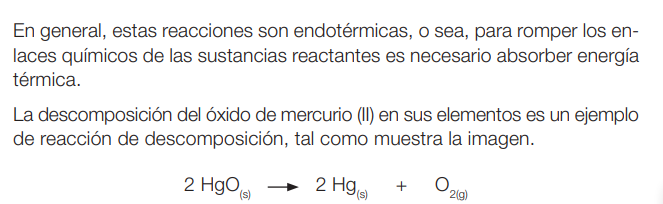 En general, estas reacciones son endotérmicas, o sea, para romper los en-
laces químicos de las sustancias reactantes es necesario absorber energía
térmica.
La descomposición del óxido de mercurio (II) en sus elementos es un ejemplo
de reacción de descomposición, tal como muestra la imagen.
2 HgO(s) → 2 Hg(s) + O2(g)